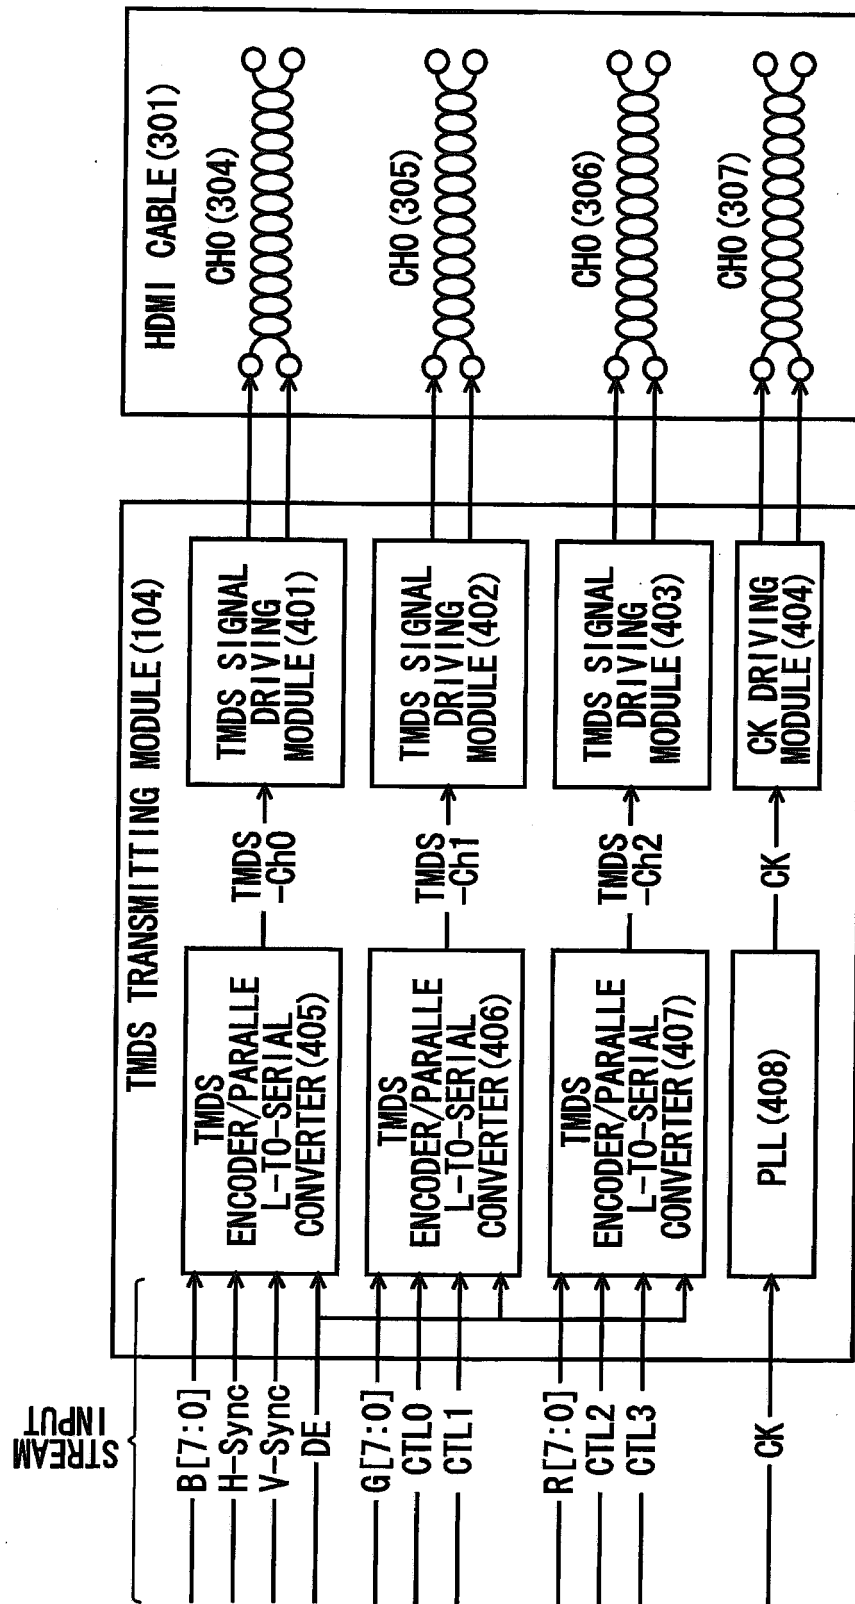 STREAM
INPUT
B[7:0]
H-Sync
V-Sync
DE
G[7:0]
CTL0
CTL1
R[7:0]
CTL2
CTL3
CK
TMDS TRANSMITTING MODULE(104)
TMDS
ENCODER/PARALLE
L-TO-SERIAL
CONVERTER(405)
TMDS
-Ch0
TMDS SIGNAL
DRIVING
MODULE(401)
TMDS
ENCODER/PARALLE
L-TO-SERIAL
CONVERTER(406)
TMDS
-Ch1
TMDS SIGNAL
DRIVING
MODULE(402)
TMDS
ENCODER/PARALLE
L-TO-SERIAL
CONVERTER(407)
TMDS
-Ch2
TMDS SIGNAL
DRIVING
MODULE(403)
PLL(408)
CK
CK DRIVING
MODULE(404)
HDMI CABLE(301)
CH0(304)
CH0(305)
CH0(306)
CH0(307)